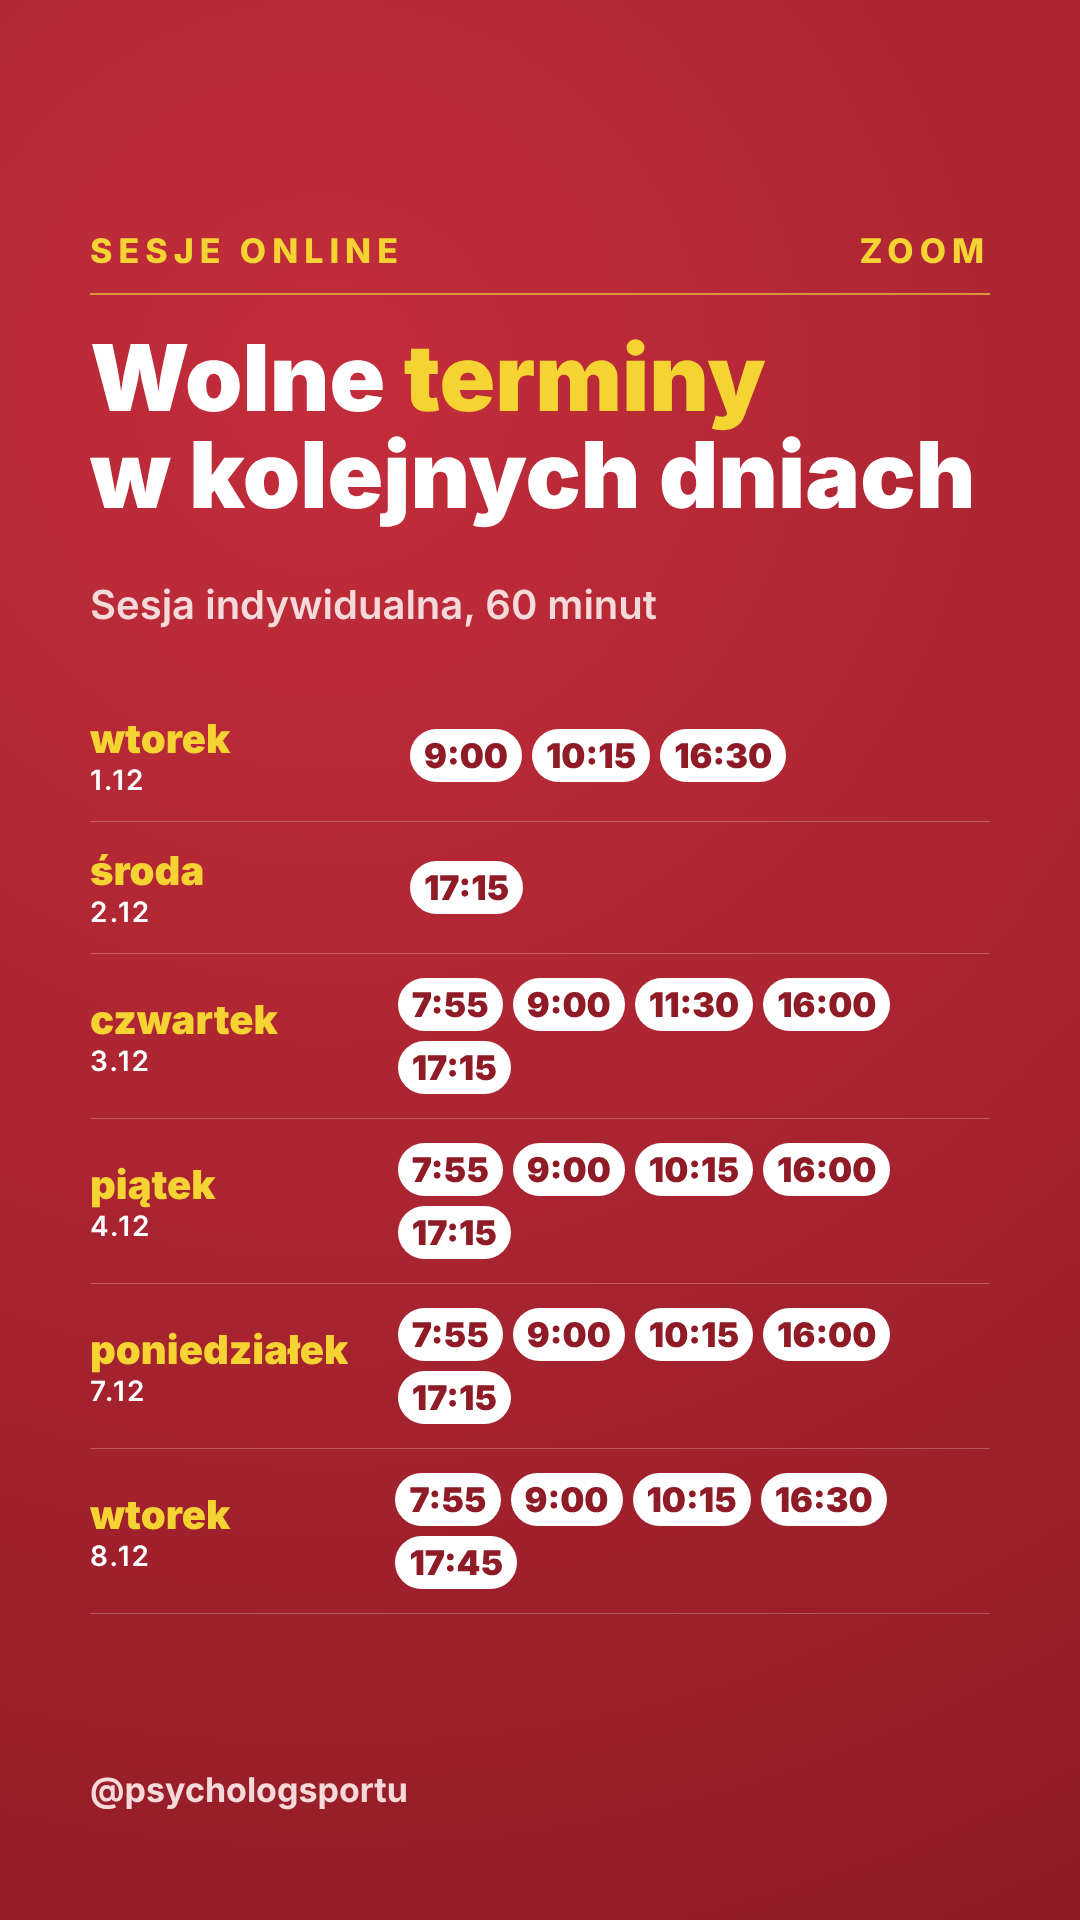 SESJE ONLINE ZOOM
Wolne terminy
w kolejnych dniach
Sesja indywidualna, 60 minut
wtorek
1.12
9:00 10:15 16:30
środa
2.12
17:15
czwartek
3.12
7:55 9:00 11:30 16:00
17:15
piątek
4.12
7:55 9:00 10:15 16:00
17:15
poniedziałek
7.12
7:55 9:00 10:15 16:00
17:15
wtorek
8.12
7:55 9:00 10:15 16:30
17:45
@psychologsportu